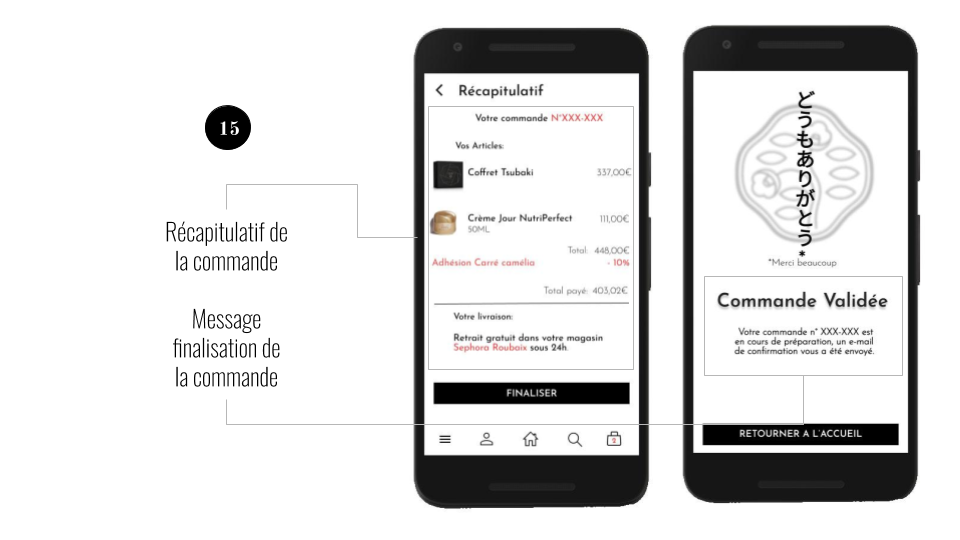 15
Récapitulatif de
la commande
Message
finalisation de
la commande
Récapitulatif
Votre commande N°XXX-XXX
Vos Articles:
Coffret Tsubaki 337,00€
Crème Jour NutriPerfect 111,00€
50ML
Total: 448,00€
Adhésion Carré camélia - 10%
Total payé: 403,02€
Votre livraison:
Retrait gratuit dans votre magasin
Sephora Roubaix sous 24h.
FINALISER
どうもありがとう*
*Merci beaucoup
Commande Validée
Votre commande n° XXX-XXX est
en cours de préparation, un e-mail
de confirmation vous a été envoyé.
RETOURNER A L'ACCUEIL